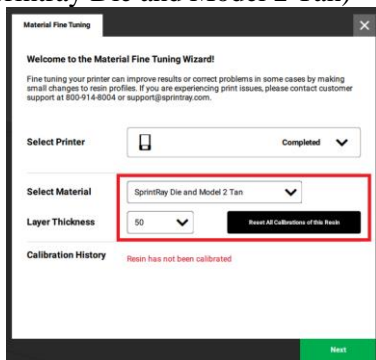 Printray Die and Model 2 Tan)
Material Fine Tuning
Welcome to the Material Fine Tuning Wizard!
Fine tuning your printer can improve results or correct problems in some cases by making
small changes to resin profiles. If you are experiencing print issues, please contact customer
support at 800-914-8004 or support@sprintray.com.
Select Printer Completed
Select Material SprintRay Die and Model 2 Tan
Layer Thickness 50 Reset All Calibrations of this Resin
Calibration History Resin has not been calibrated
Next